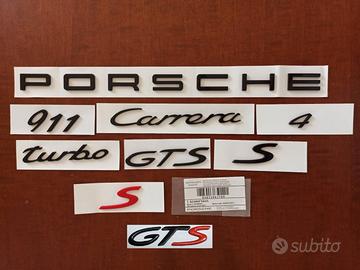 PORSCHE
911 Carrera 4
turbo GTS S
S
GTS
subito